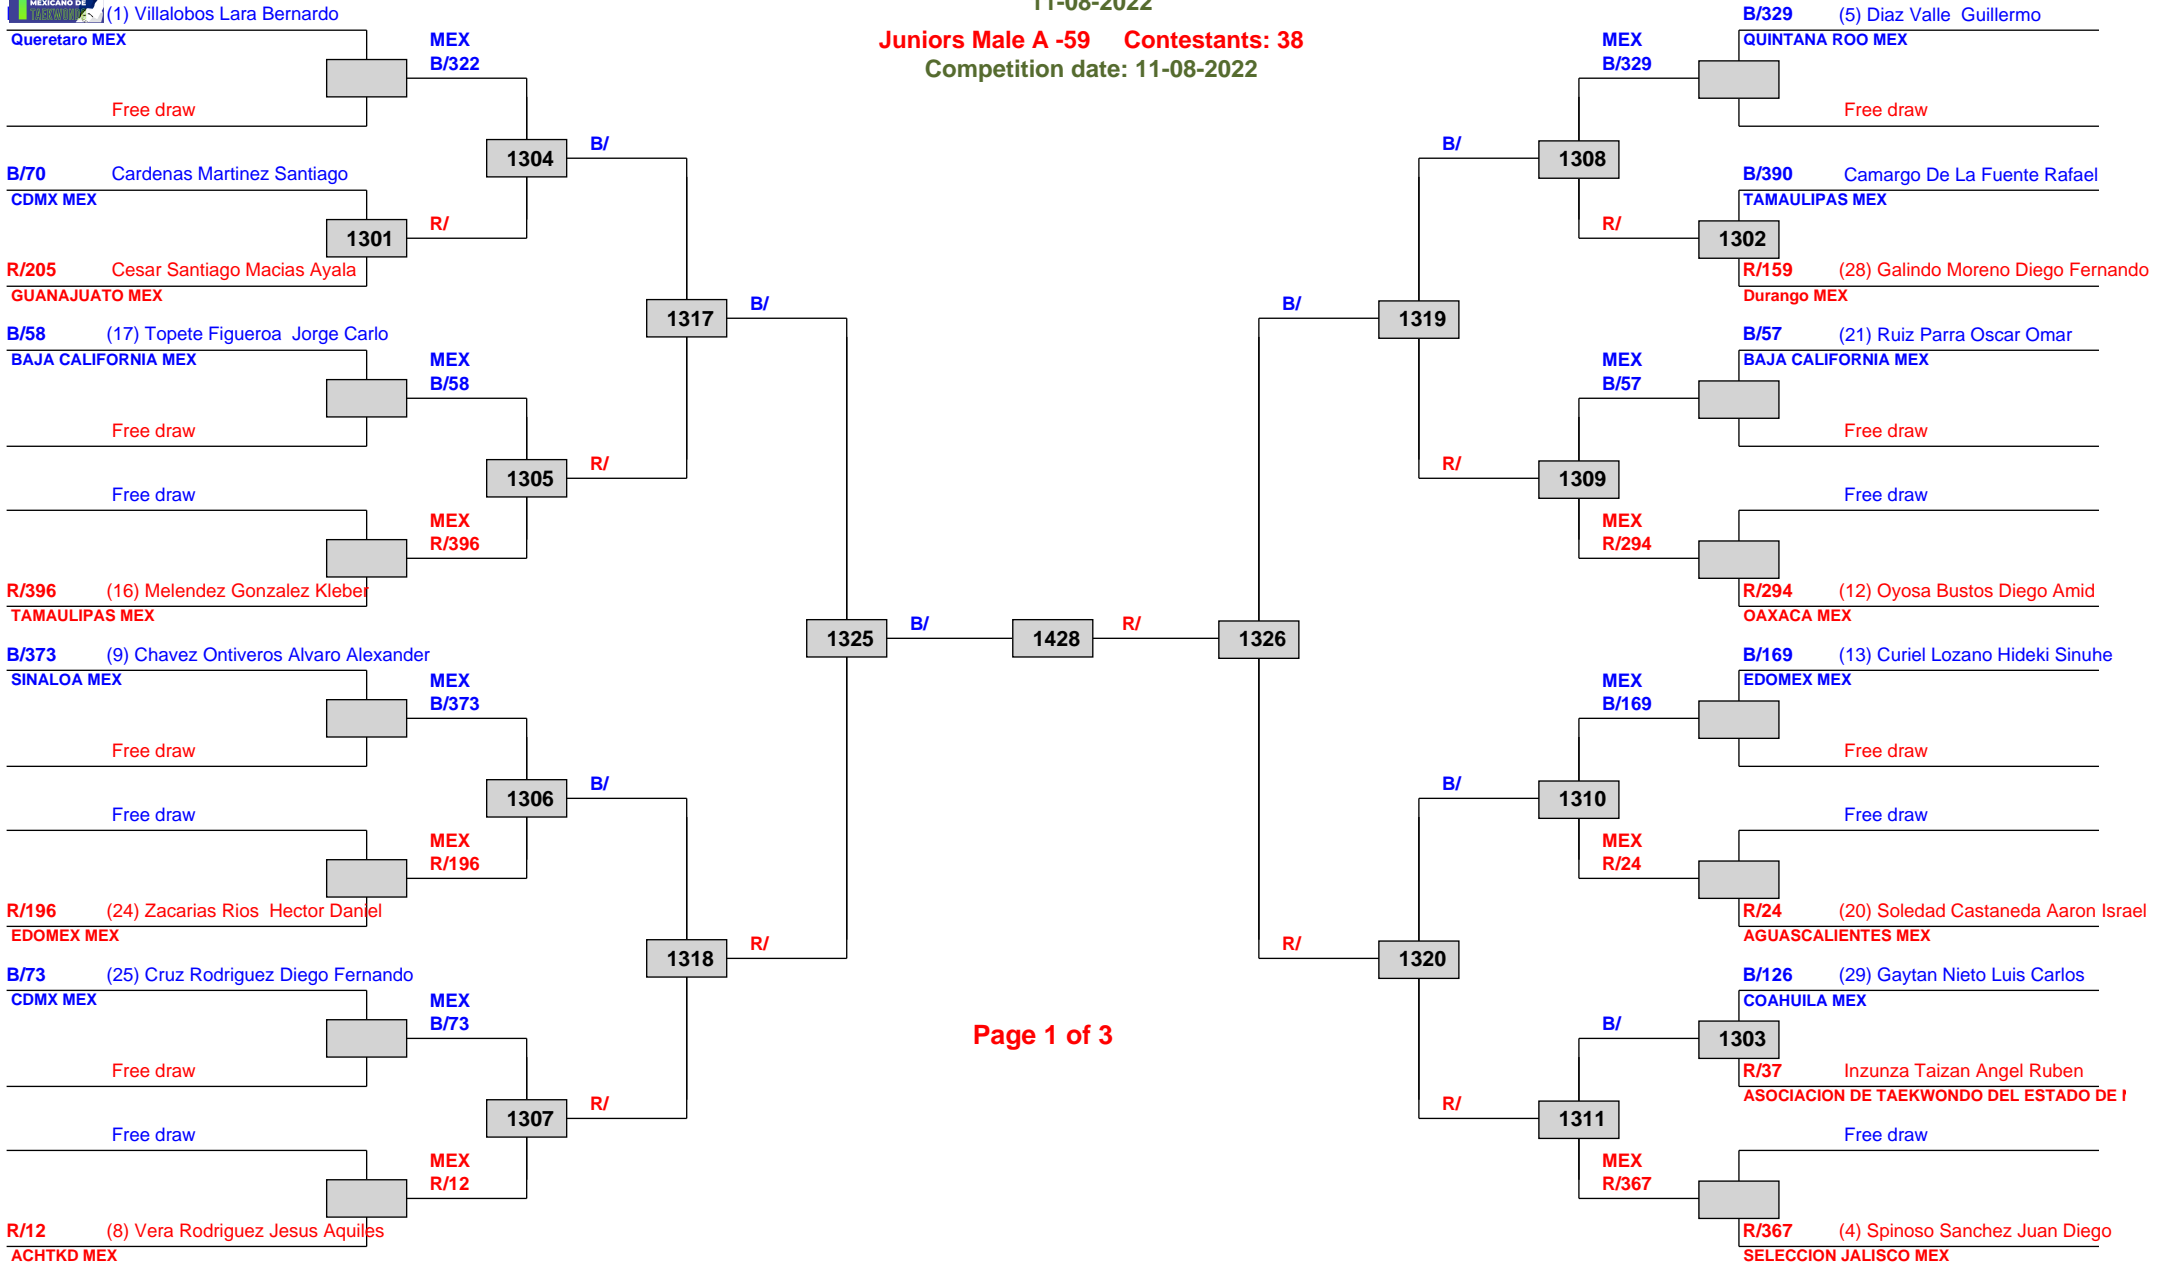 MEXICANO DE
TAEKWONDO
(1) Villalobos Lara Bernardo
Queretaro MEX
MEX
B/322
Free draw
B/70 Cardenas Martinez Santiago
CDMX MEX
1304
B/
1301
R/
R/205 Cesar Santiago Macias Ayala
GUANAJUATO MEX
1317
B/
B/58 (17) Topete Figueroa Jorge Carlo
BAJA CALIFORNIA MEX
MEX
B/58
Free draw
1305
R/
Free draw
MEX
R/396
R/396 (16) Melendez Gonzalez Kleber
TAMAULIPAS MEX
1325
B/
B/373 (9) Chavez Ontiveros Alvaro Alexander
SINALOA MEX
MEX
B/373
Free draw
1306
B/
Free draw
MEX
R/196
R/196 (24) Zacarias Rios Hector Daniel
EDOMEX MEX
1318
R/
B/73 (25) Cruz Rodriguez Diego Fernando
CDMX MEX
MEX
B/73
Free draw
1307
R/
Free draw
MEX
R/12
R/12 (8) Vera Rodriguez Jesus Aquiles
ACHTKD MEX
11-08-2022
Juniors Male A -59 Contestants: 38
Competition date: 11-08-2022
1428
R/
Page 1 of 3
B/329 (5) Diaz Valle Guillermo
QUINTANA ROO MEX
MEX
B/329
Free draw
B/
1308
B/390 Camargo De La Fuente Rafael
TAMAULIPAS MEX
R/
1302
R/159 (28) Galindo Moreno Diego Fernando
Durango MEX
B/
1319
B/57 (21) Ruiz Parra Oscar Omar
BAJA CALIFORNIA MEX
MEX
B/57
Free draw
R/
1309
Free draw
MEX
R/294
R/294 (12) Oyosa Bustos Diego Amid
OAXACA MEX
1326
B/169 (13) Curiel Lozano Hideki Sinuhe
EDOMEX MEX
MEX
B/169
Free draw
B/
1310
Free draw
MEX
R/24
R/24 (20) Soledad Castaneda Aaron Israel
AGUASCALIENTES MEX
R/
1320
B/126 (29) Gaytan Nieto Luis Carlos
COAHUILA MEX
B/
1303
R/37 Inzunza Taizan Angel Ruben
ASOCIACION DE TAEKWONDO DEL ESTADO DE
R/
1311
Free draw
MEX
R/367
R/367 (4) Spinoso Sanchez Juan Diego
SELECCION JALISCO MEX